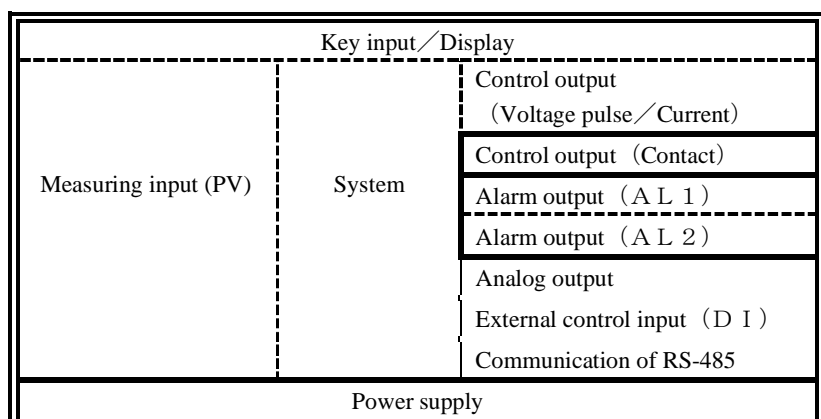 Key input／Display
Control output
（Voltage pulse／Current）
Control output（Contact）
Measuring input (PV)
System
Alarm output（ＡＬ１）
Alarm output（ＡＬ２）
Analog output
External control input（ＤＩ）
Communication of RS-485
Power supply